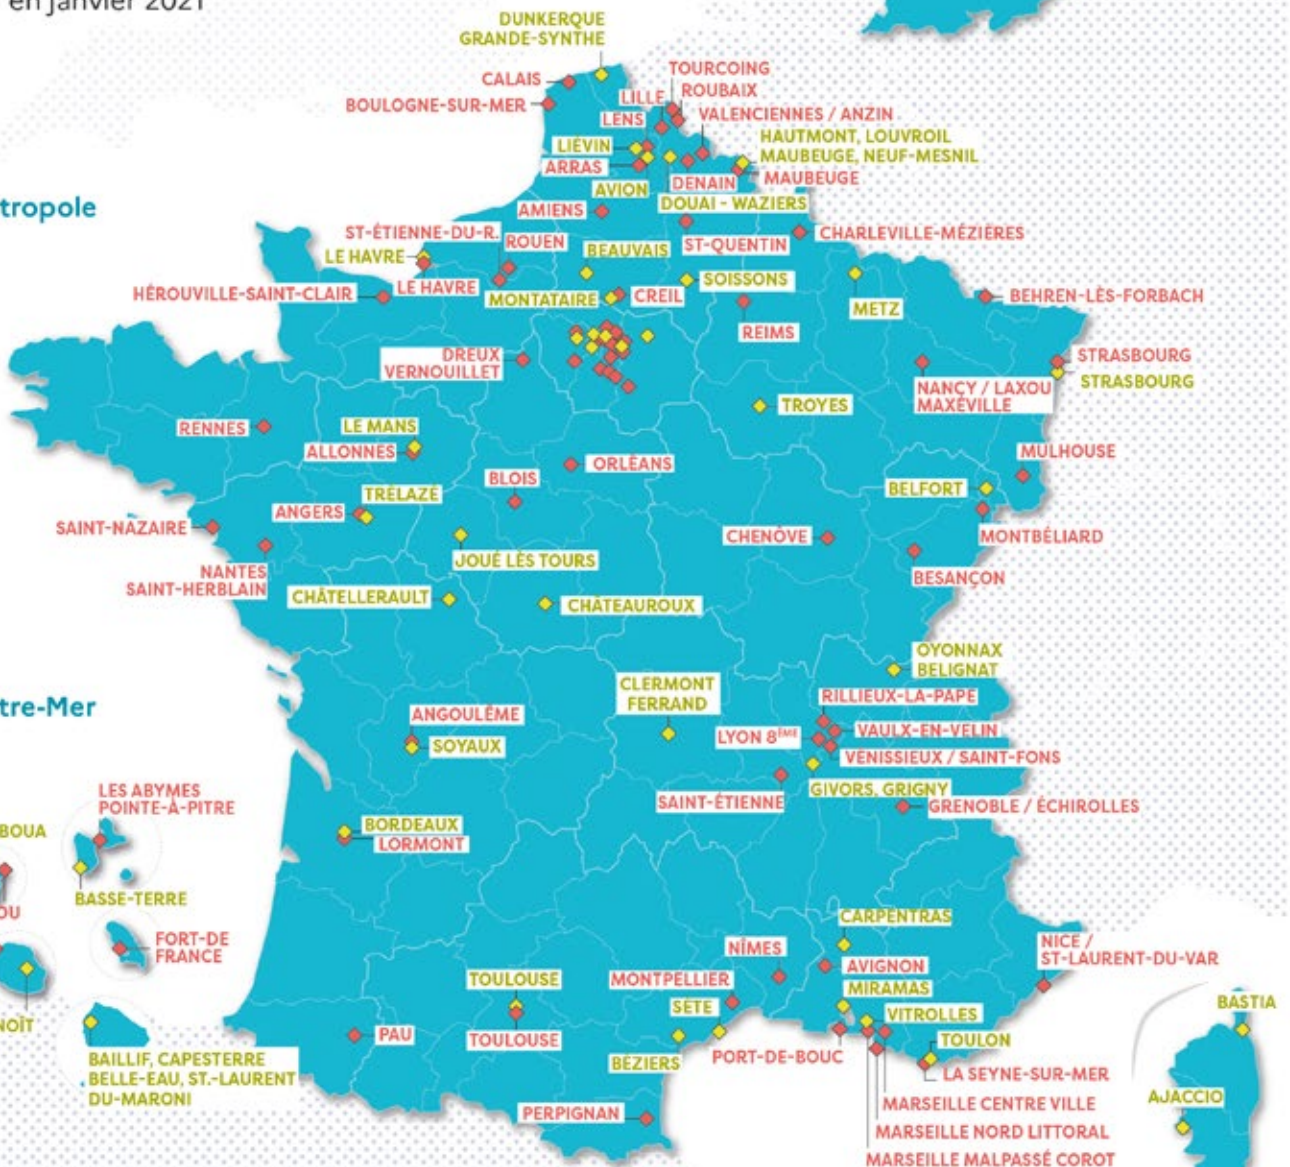 en janvier 2021
DUNKERQUE
GRANDE-SYNTHE
CALAIS
TOURCOING
BOULOGNE-SUR-MER
LILLE
ROUBAIX
LENS
VALENCIENNES / ANZIN
LIÉVIN
HAUTMONT, LOUVROIL
MAUBEUGE, NEUF-MESNIL
ARRAS
DENAIN
MAUBEUGE
AVION
DOUAI - WAZIERS
tropole
AMIENS
ST-QUENTIN
CHARLEVILLE-MÉZIÈRES
ST-ÉTIENNE-DU-R.
ROUEN
LE HAVRE
BEAUVAIS
SOISSONS
LE HAVRE
HÉROUVILLE-SAINT-CLAIR
MONTATAIRE
CREIL
METZ
BEHREN-LÈS-FORBACH
REIMS
DREUX
VERNOUILLET
STRASBOURG
STRASBOURG
NANCY / LAXOU
MAXÉVILLE
TROYES
RENNES
LE MANS
ALLONNES
MULHOUSE
ORLÉANS
BLOIS
BELFORT
TRÉLAZÉ
ANGERS
SAINT-NAZAIRE
CHENÔVE
MONTBÉLIARD
JOUÉ LÈS TOURS
NANTES
SAINT-HERBLAIN
BESANÇON
CHÂTELLERAULT
CHÂTEAUROUX
OYONNAX
BELIGNAT
CLERMONT
FERRAND
RILLIEUX-LA-PAPE
tre-Mer
ANGOULÊME
SOYAUX
LYON 8ÈME
VAULX-EN-VELIN
VÉNISSIEUX / SAINT-FONS
GIVORS, GRIGNY
SAINT-ÉTIENNE
GRENOBLE / ÉCHIROLLES
LES ABYMES
POINTE-À-PITRE
BOUA
BORDEAUX
LORMONT
BASSE-TERRE
OU
CARPENTRAS
FORT-DE
FRANCE
NÎMES
AVIGNON
NICE /
ST-LAURENT-DU-VAR
TOULOUSE
MONTPELLIER
MIRAMAS
SÈTE
VITROLLES
BASTIA
NOÎT
PAU
TOULOUSE
TOULON
BÉZIERS
PORT-DE-BOUC
BAILLIF, CAPESTERRE
BELLE-EAU, ST.-LAURENT
DU-MARONI
LA SEYNE-SUR-MER
PERPIGNAN
MARSEILLE CENTRE VILLE
AJACCIO
MARSEILLE NORD LITTORAL
MARSEILLE MALPASSÉ COROT